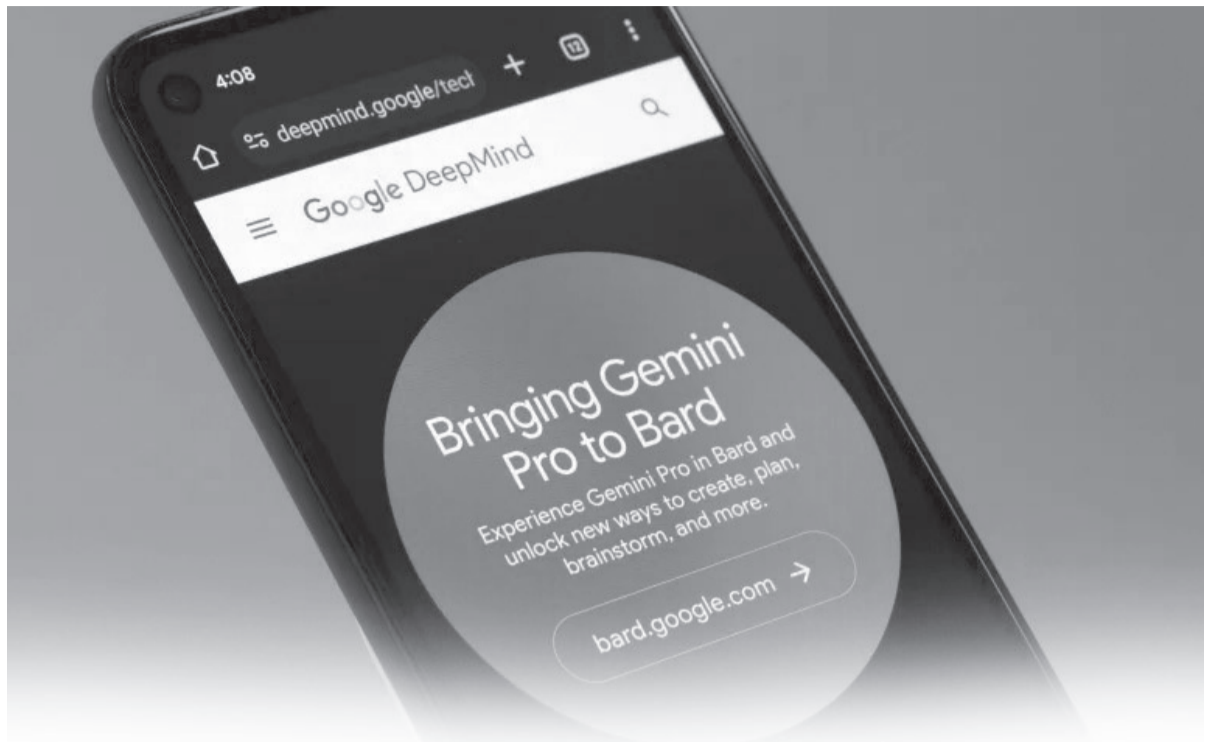 4:08
12
deepmind.google/tech
Google DeepMind
Bringing Gemini
Pro to Bard
Experience Gemini Pro in Bard and
unlock new ways to create, plan,
brainstorm, and more.
bard.google.com →